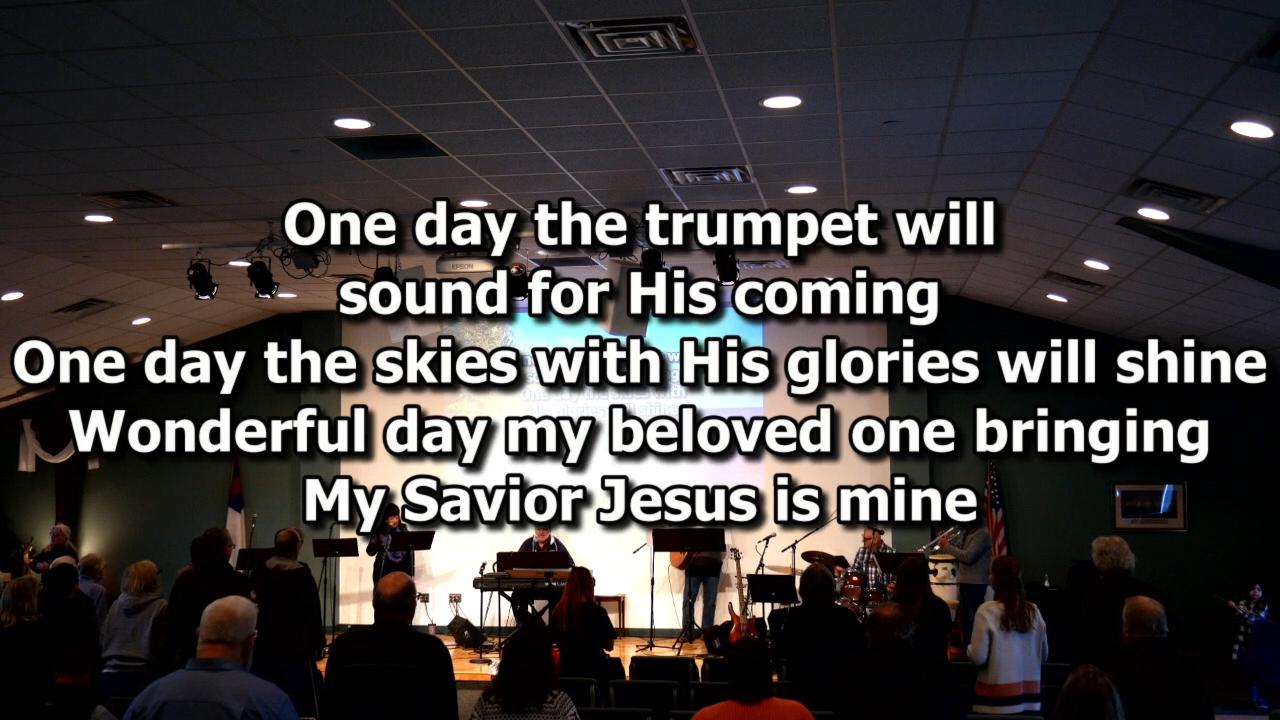 One day the trumpet will
sound for His coming
One day the skies with His glories will shine
Wonderful day my beloved one bringing
My Savior Jesus is mine
EPSON